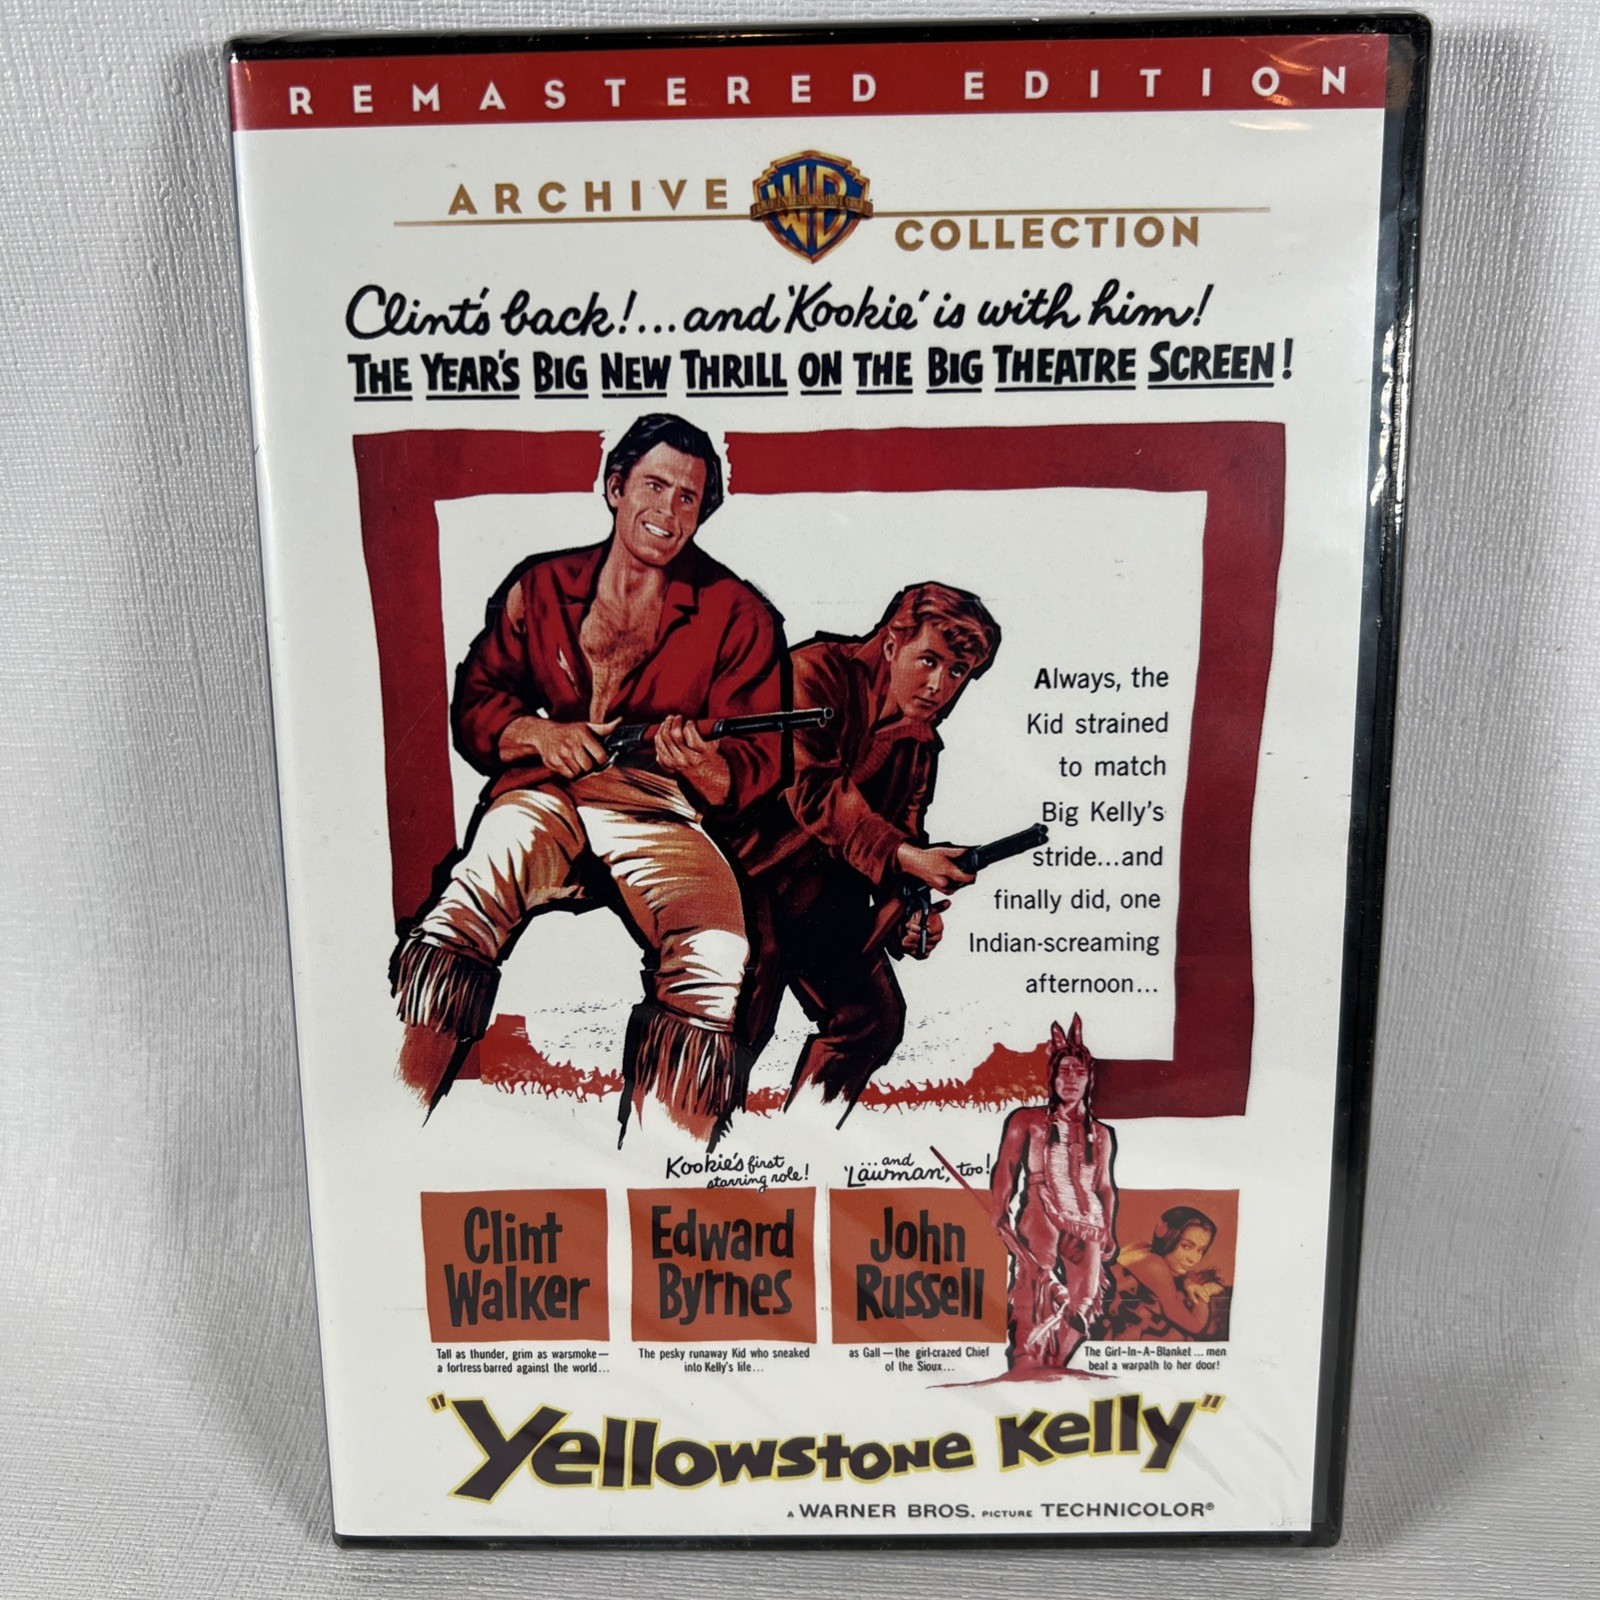 REMASTERED EDITION
ARCHIVE WB COLLECTION
Clint's back!...and 'Kookie' is with him!
THE YEAR'S BIG NEW THRILL ON THE BIG THEATRE SCREEN!
Always, the
Kid strained
to match
Big Kelly's
stride...and
finally did, one
Indian-screaming
afternoon...
Kookie's first
starring role!
...and
'Lawman', too!
Clint
Walker
Edward
Byrnes
John
Russell
Tall as thunder, grim as warsmoke—
a fortress barred against the world...
The pesky runaway Kid who sneaked
into Kelly's life...
as Gall—the girl-crazed Chief
of the Sioux...
The Girl-In-A-Blanket...men
beat a warpath to her door!
"Yellowstone Kelly"
A WARNER BROS. PICTURE TECHNICOLOR®